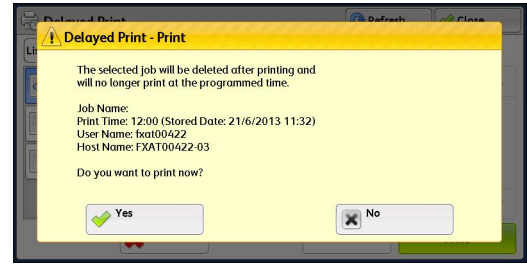 Delayed Print
Refresh
Close
Delayed Print - Print
The selected job will be deleted after printing and
will no longer print at the programmed time.
Job Name:
Print Time: 12:00 (Stored Date: 21/6/2013 11:32)
User Name: fxat00422
Host Name: FXAT00422-03
Do you want to print now?
Yes
No